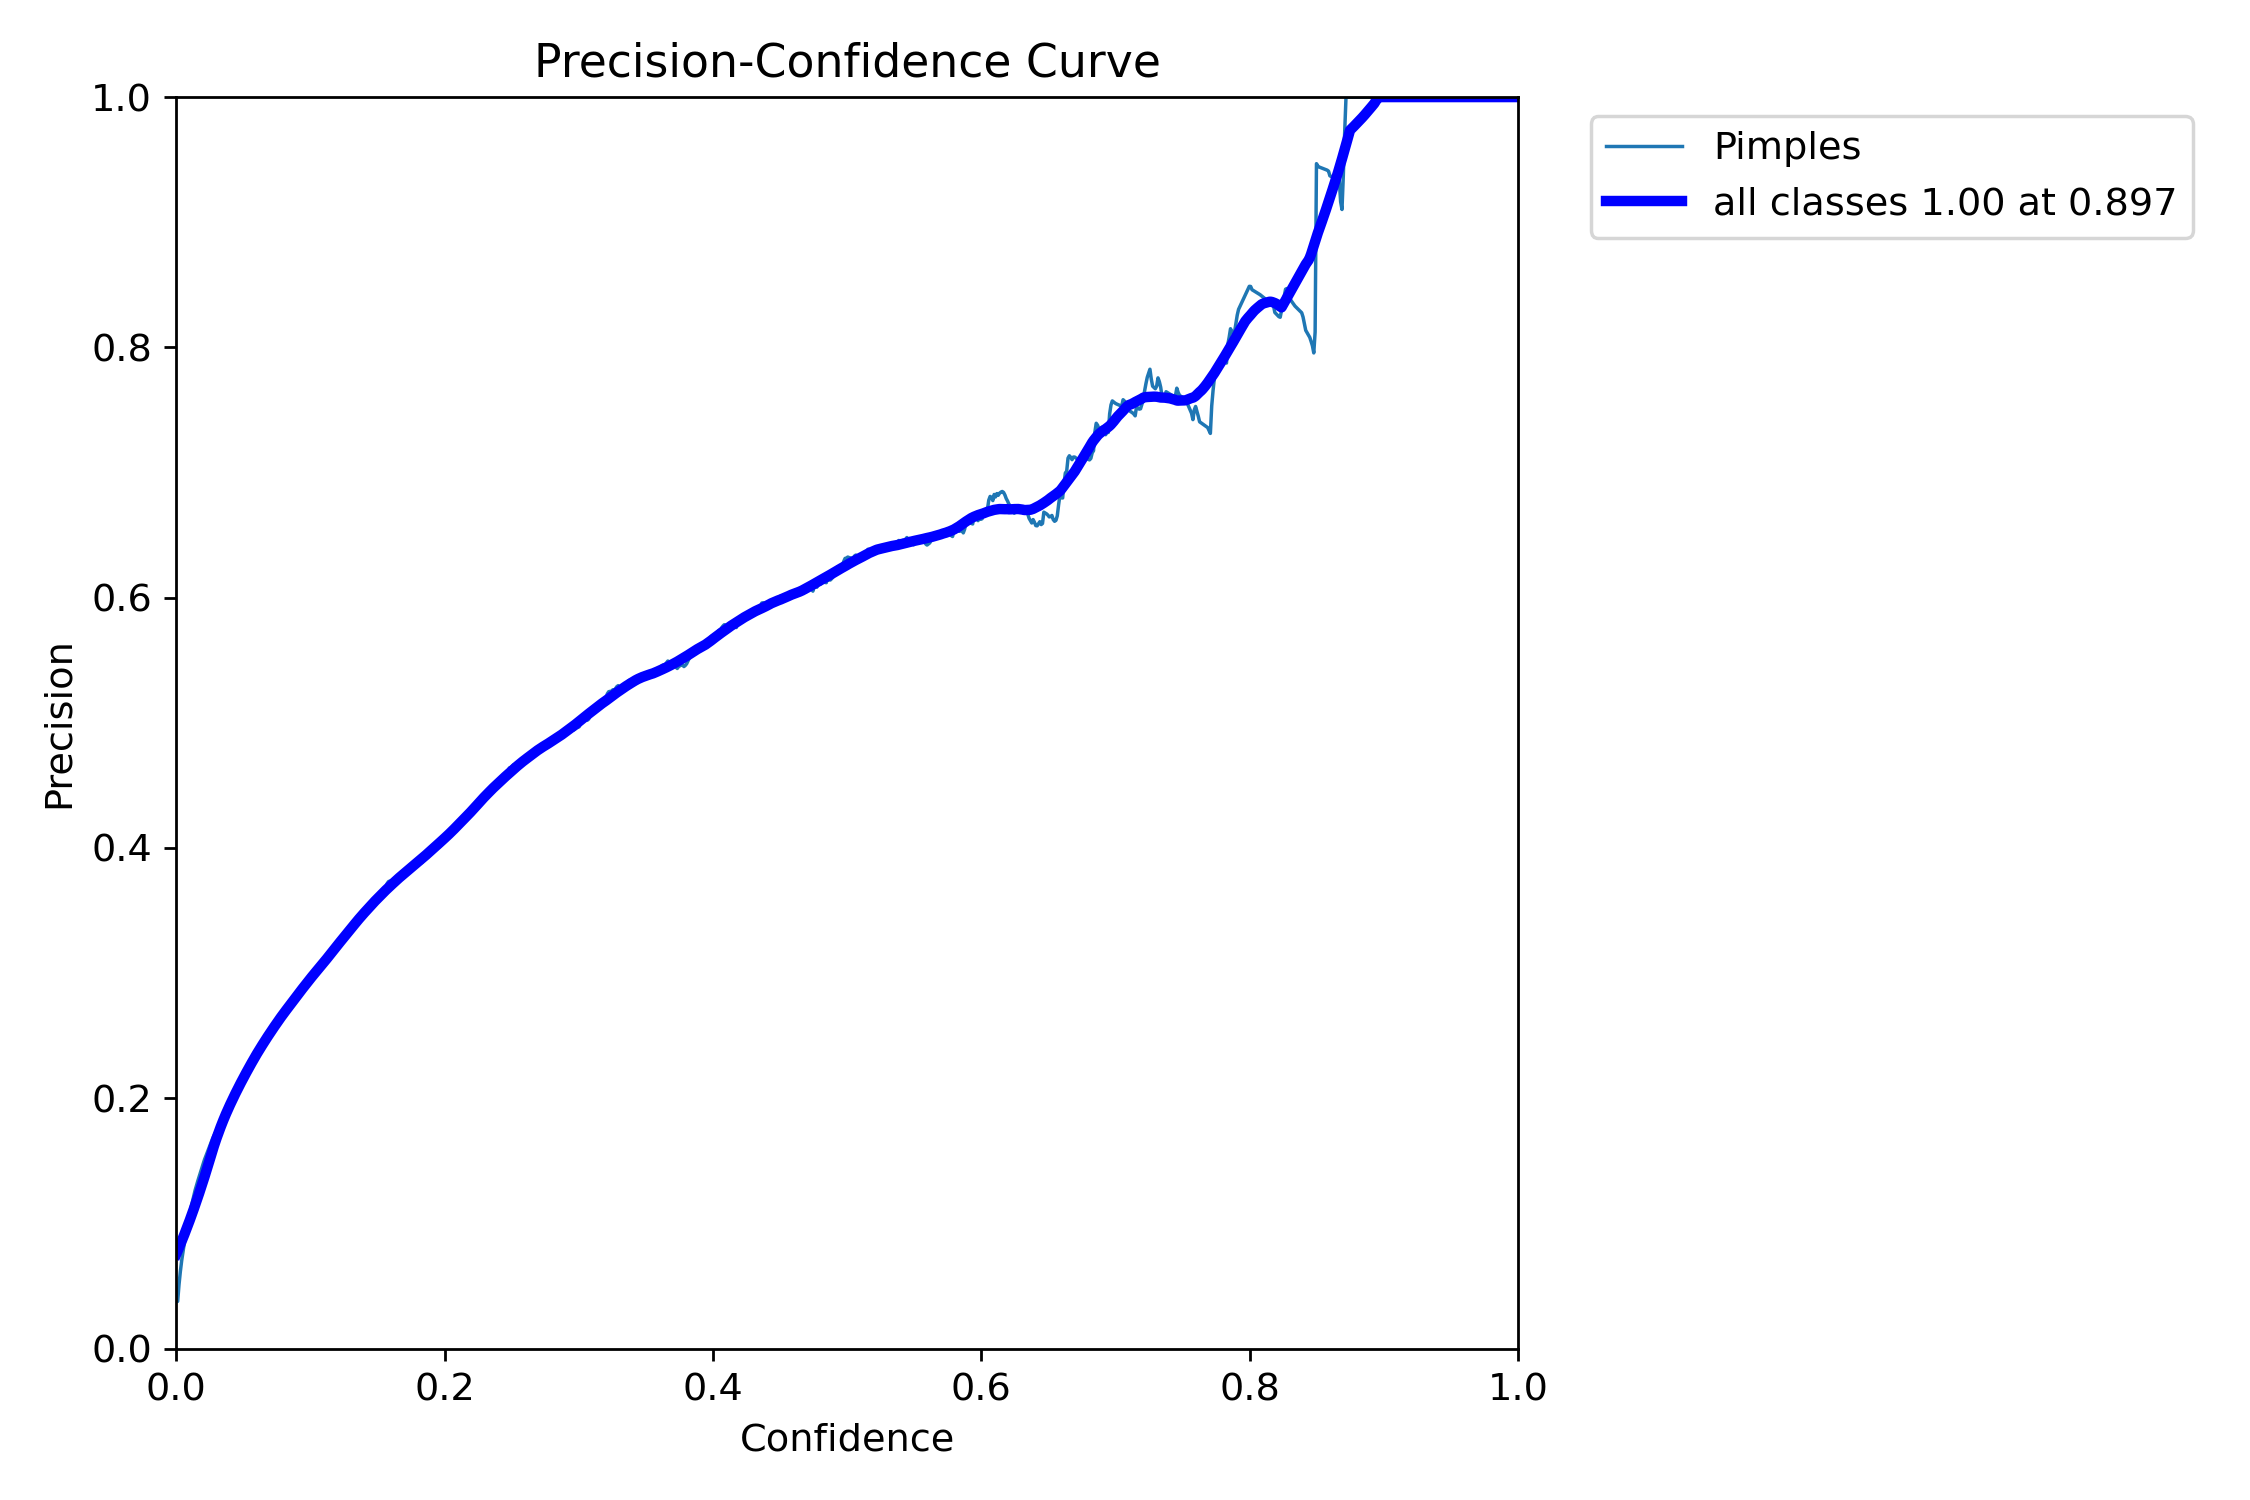 Precision-Confidence Curve
1.0
0.8
0.6
0.4
0.2
0.0
Precision
0.0 0.2 0.4 0.6 0.8 1.0
Confidence
Pimples
all classes 1.00 at 0.897